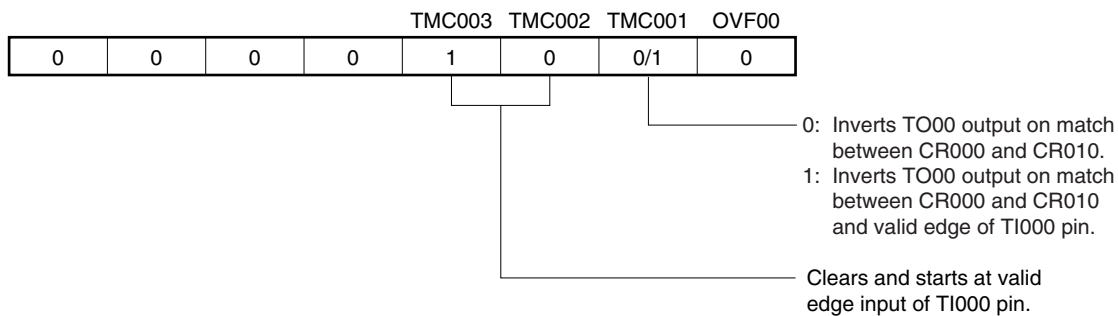 TMC003 TMC002 TMC001 OVF00
0 0 0 0 1 0 0/1 0
0: Inverts TO00 output on match
between CR000 and CR010.
1: Inverts TO00 output on match
between CR000 and CR010
and valid edge of TI000 pin.
Clears and starts at valid
edge input of TI000 pin.